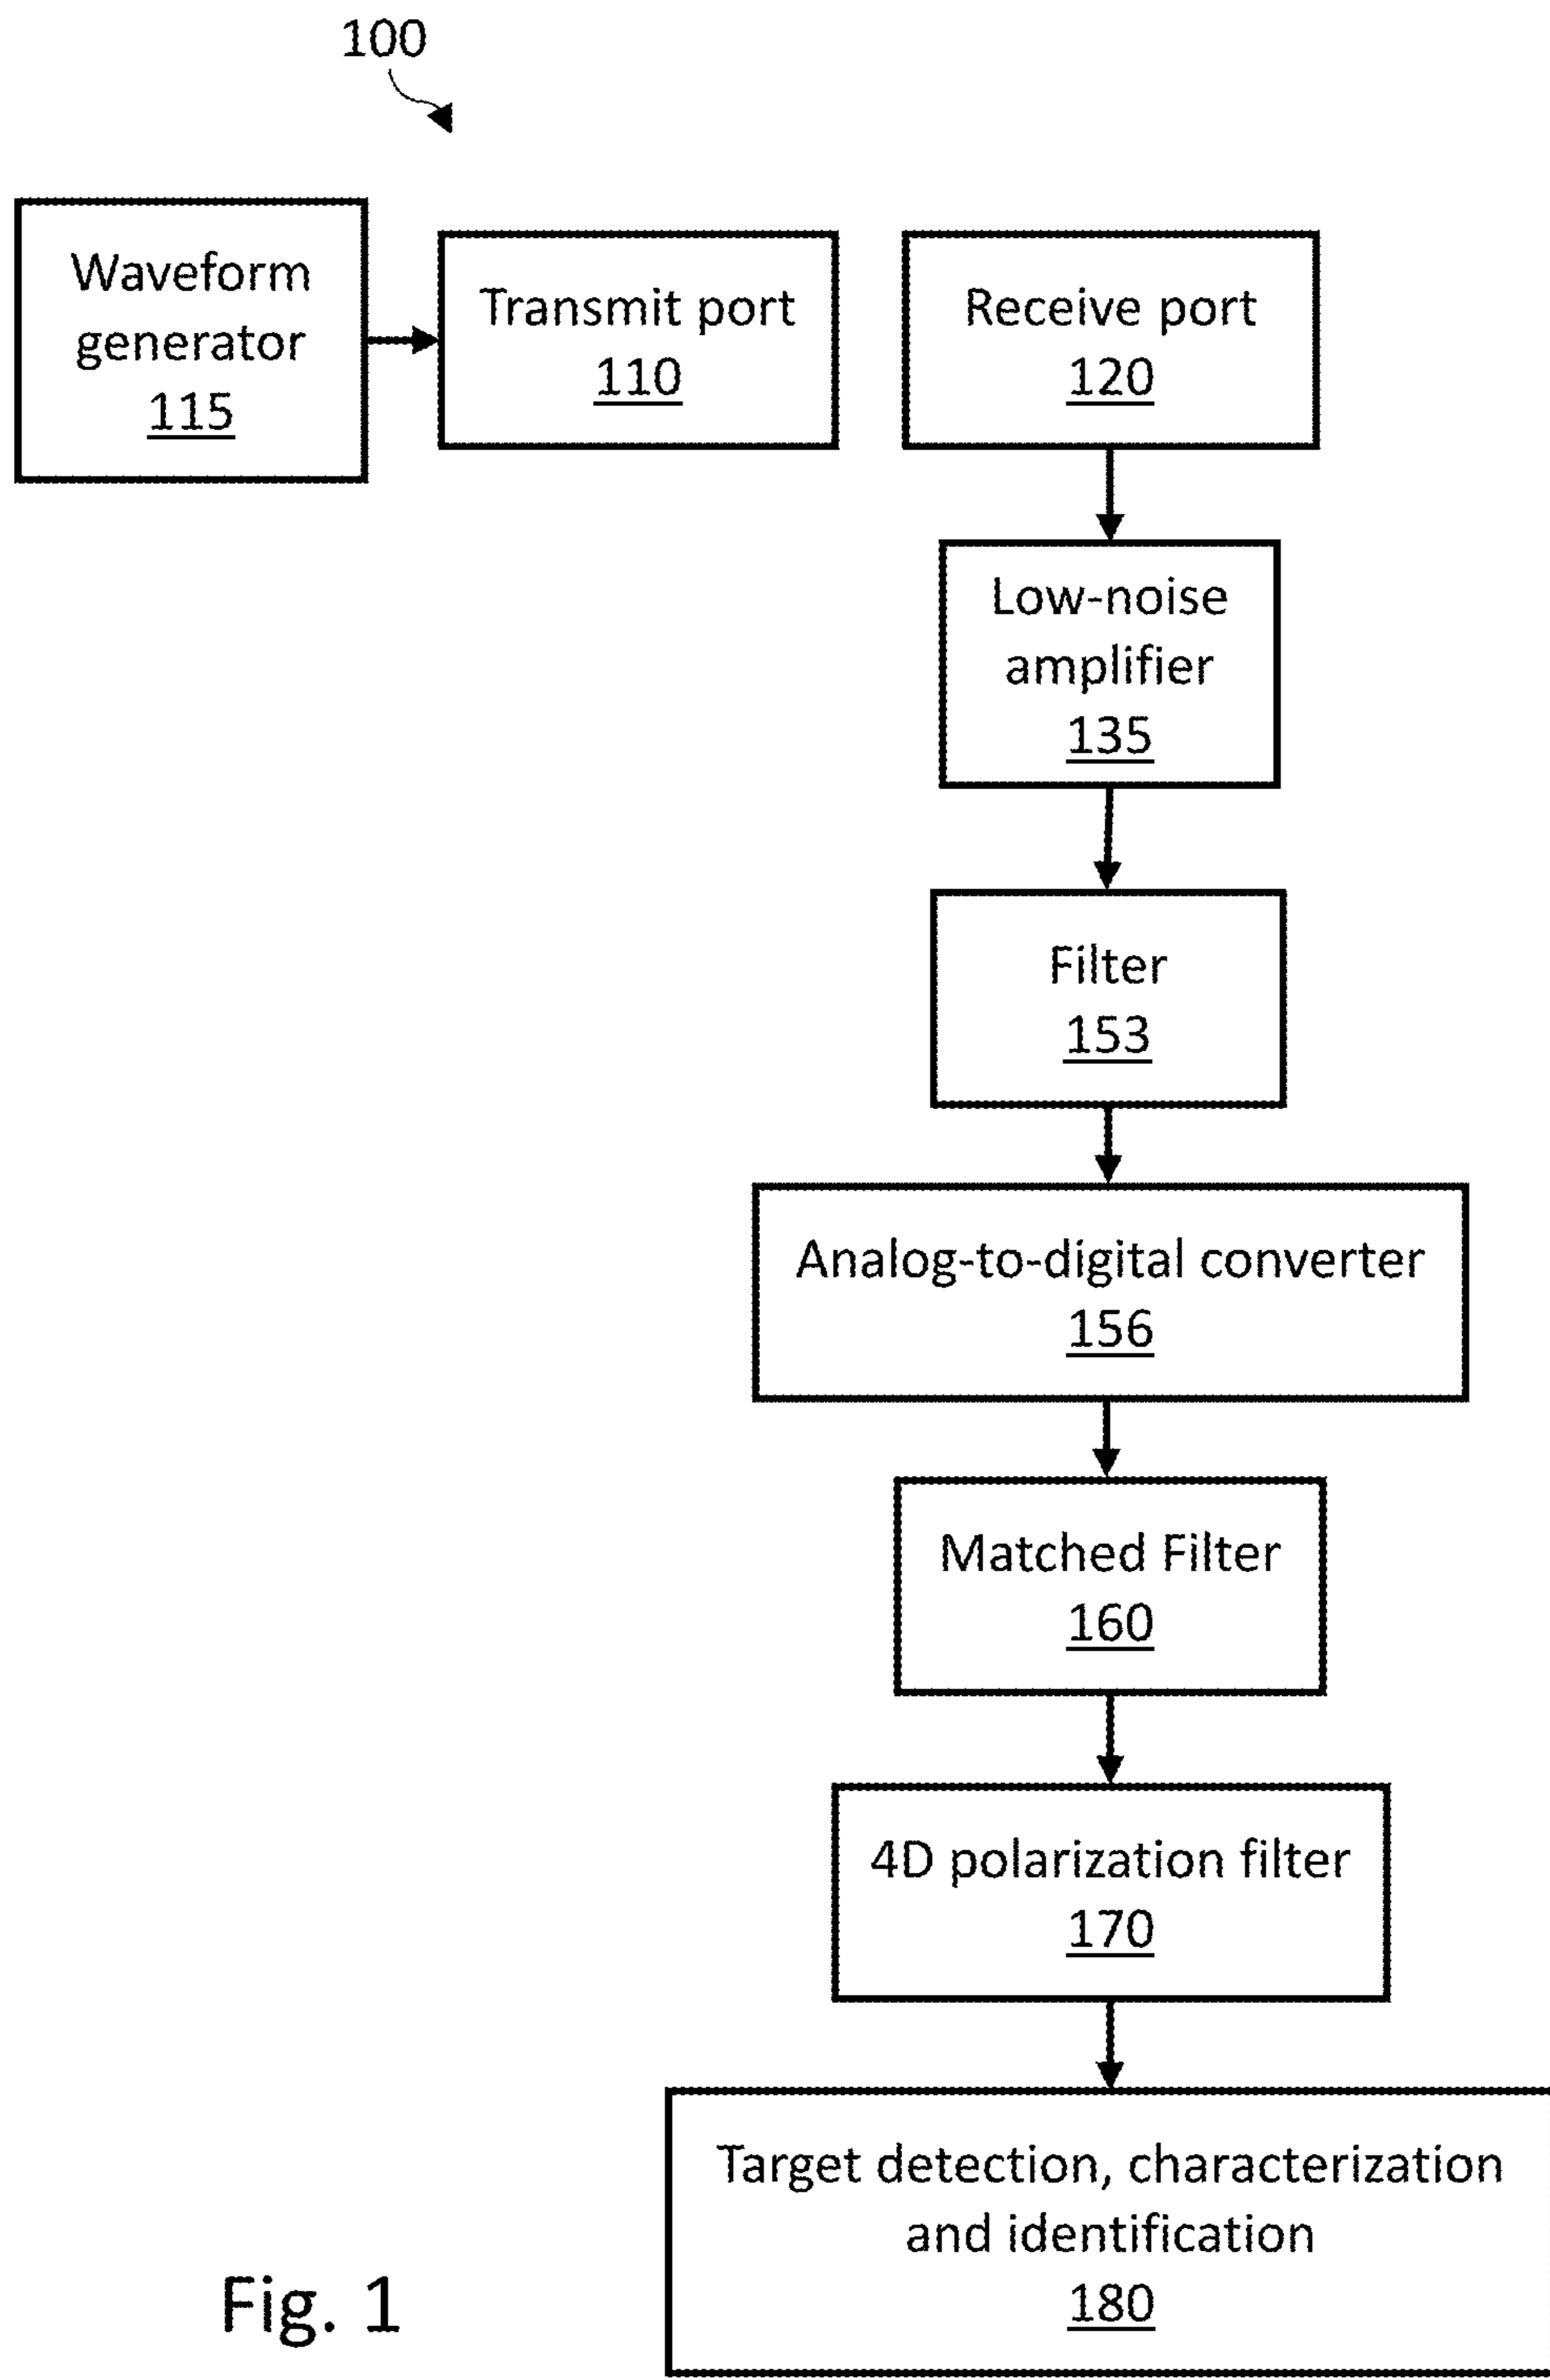 100
Waveform
generator
115
Transmit port
110
Receive port
120
Low-noise
amplifier
135
Filter
153
Analog-to-digital converter
156
Matched Filter
160
4D polarization filter
170
Target detection, characterization
and identification
180
Fig. 1